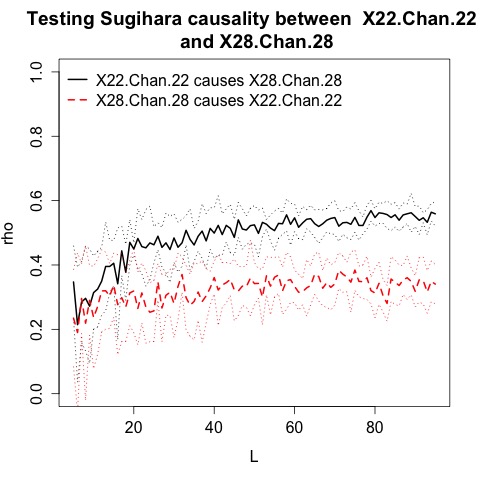 Testing Sugihara causality between X22.Chan.22
and X28.Chan.28
X22.Chan.22 causes X28.Chan.28
X28.Chan.28 causes X22.Chan.22
rho
1.0
0.8
0.6
0.4
0.2
0.0
20 40 60 80
L